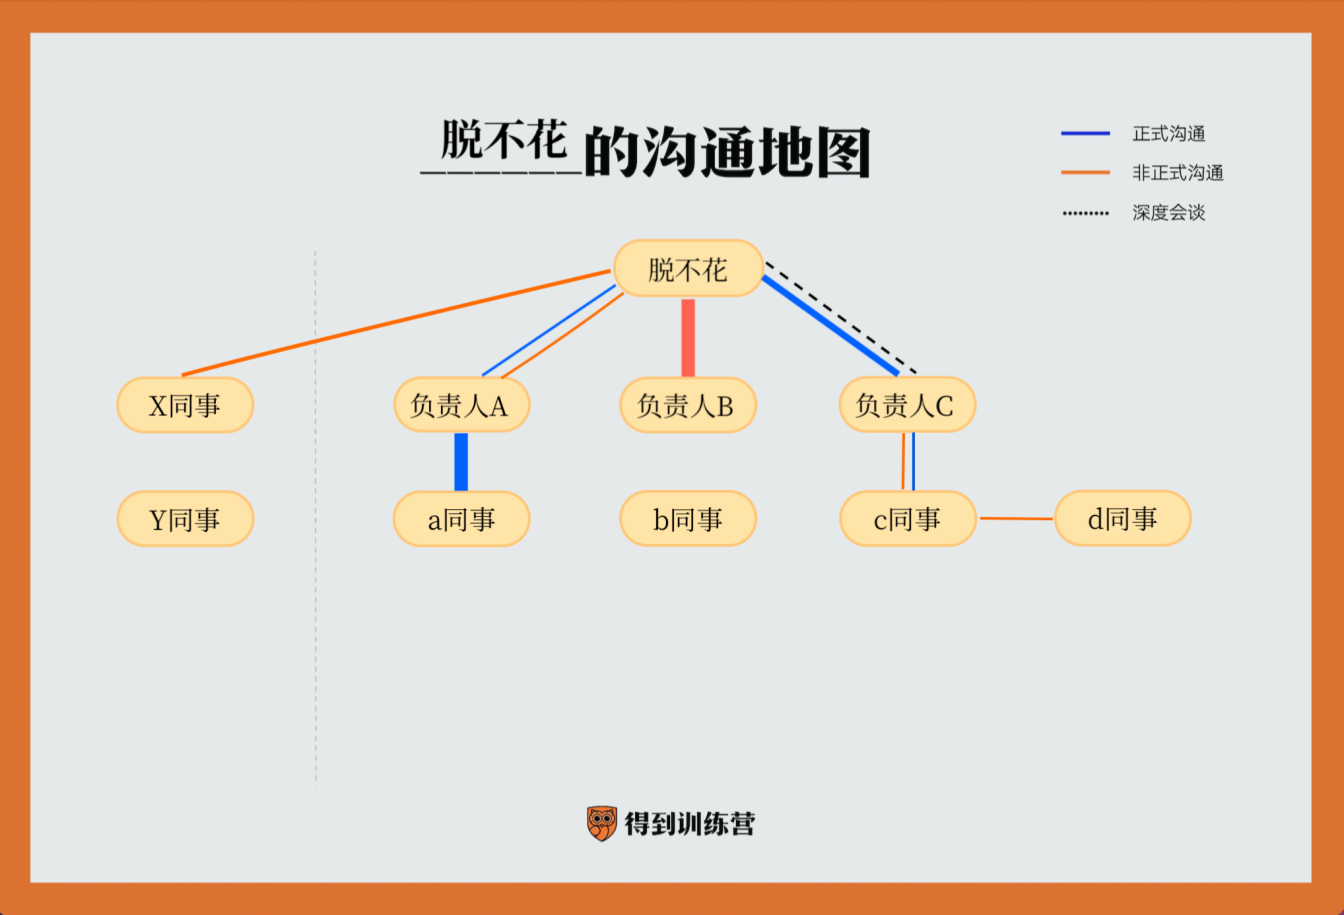 脱不花的沟通地图
正式沟通
非正式沟通
深度会谈
脱不花
X同事
负责人A
负责人B
负责人C
Y同事
a同事
b同事
c同事
d同事
得到训练营